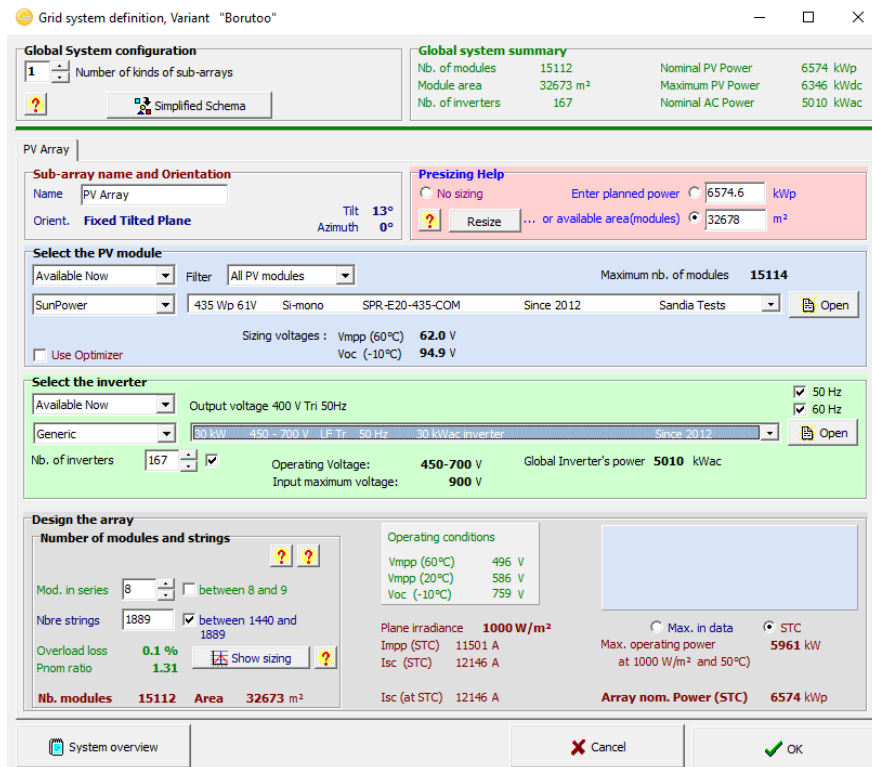 Grid system definition, Variant "Borutoo"
Global System configuration
1 Number of kinds of sub-arrays
? Simplified Schema
Global system summary
Nb. of modules 15112 Nominal PV Power 6574 kWp
Module area 32673 m² Maximum PV Power 6346 kWdc
Nb. of inverters 167 Nominal AC Power 5010 kWac
PV Array
Sub-array name and Orientation
Name PV Array
Orient. Fixed Tilted Plane Tilt 13°
Azimuth 0°
Presizing Help
No sizing Enter planned power 6574.6 kWp
? Resize ... or available area(modules) 32678 m²
Select the PV module
Available Now Filter All PV modules Maximum nb. of modules 15114
SunPower 435 Wp 61V Si-mono SPR-E20-435-COM Since 2012 Sandia Tests Open
Sizing voltages : Vmpp (60°C) 62.0 V
Use Optimizer Voc (-10°C) 94.9 V
Select the inverter
Available Now Output voltage 400 V Tri 50Hz 50 Hz
60 Hz
Generic 30 kW 450 - 700 V LF Tr 50 Hz 30 kWac inverter Since 2012 Open
Nb. of inverters 167 Operating Voltage: 450-700 V Global Inverter's power 5010 kWac
Input maximum voltage: 900 V
Design the array
Number of modules and strings
? ?
Mod. in series 8 between 8 and 9
Nbre strings 1889 between 1440 and
1889
Overload loss 0.1 %
Pnom ratio 1.31 Show sizing ?
Nb. modules 15112 Area 32673 m²
Operating conditions
Vmpp (60°C) 496 V
Vmpp (20°C) 586 V
Voc (-10°C) 759 V
Plane irradiance 1000 W/m²
Impp (STC) 11501 A
Isc (STC) 12146 A
Isc (at STC) 12146 A
Max. in data STC
Max. operating power 5961 kW
at 1000 W/m² and 50°C)
Array nom. Power (STC) 6574 kWp
System overview Cancel OK